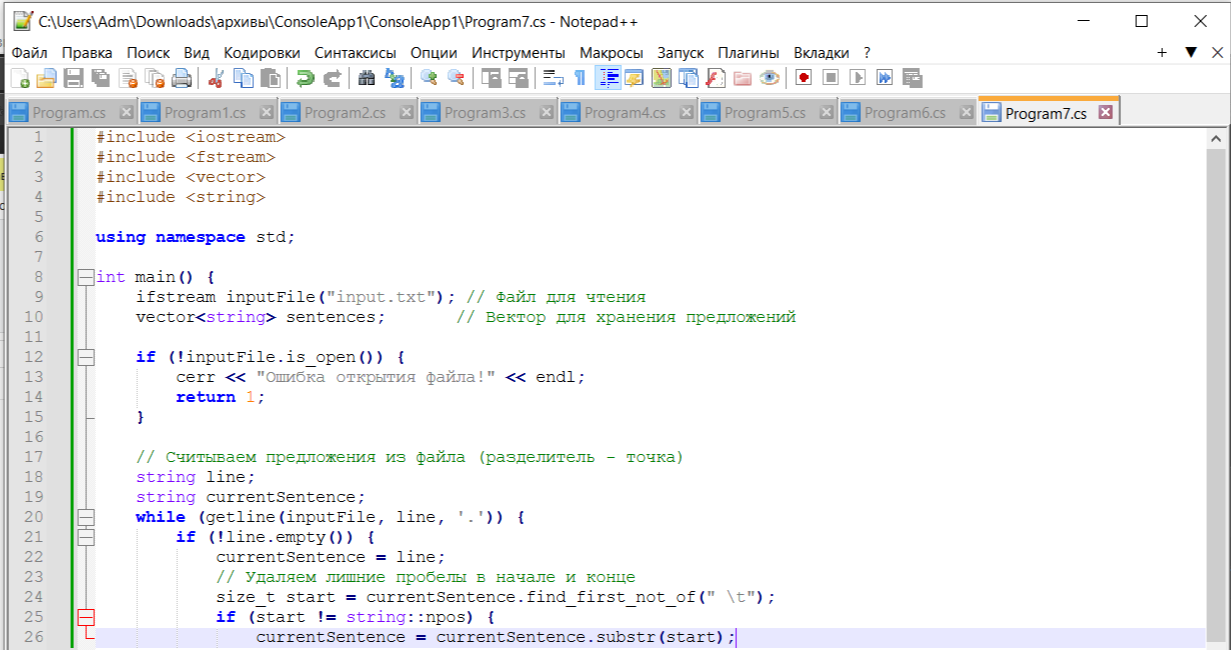 C:\Users\Adm\Downloads\архивы\ConsoleApp1\ConsoleApp1\Program7.cs - Notepad++
Файл Правка Поиск Вид Кодировки Синтаксисы Опции Инструменты Макросы Запуск Плагины Вкладки ?
Program.cs Program1.cs Program2.cs Program3.cs Program4.cs Program5.cs Program6.cs Program7.cs
1 #include <iostream>
2 #include <fstream>
3 #include <vector>
4 #include <string>
5
6 using namespace std;
7
8 int main() {
9 ifstream inputFile("input.txt"); // Файл для чтения
10 vector<string> sentences; // Вектор для хранения предложений
11
12 if (!inputFile.is_open()) {
13 cerr << "Ошибка открытия файла!" << endl;
14 return 1;
15 }
16
17 // Считываем предложения из файла (разделитель - точка)
18 string line;
19 string currentSentence;
20 while (getline(inputFile, line, '.')) {
21 if (!line.empty()) {
22 currentSentence = line;
23 // Удаляем лишние пробелы в начале и конце
24 size_t start = currentSentence.find_first_not_of(" \t");
25 if (start != string::npos) {
26 currentSentence = currentSentence.substr(start);